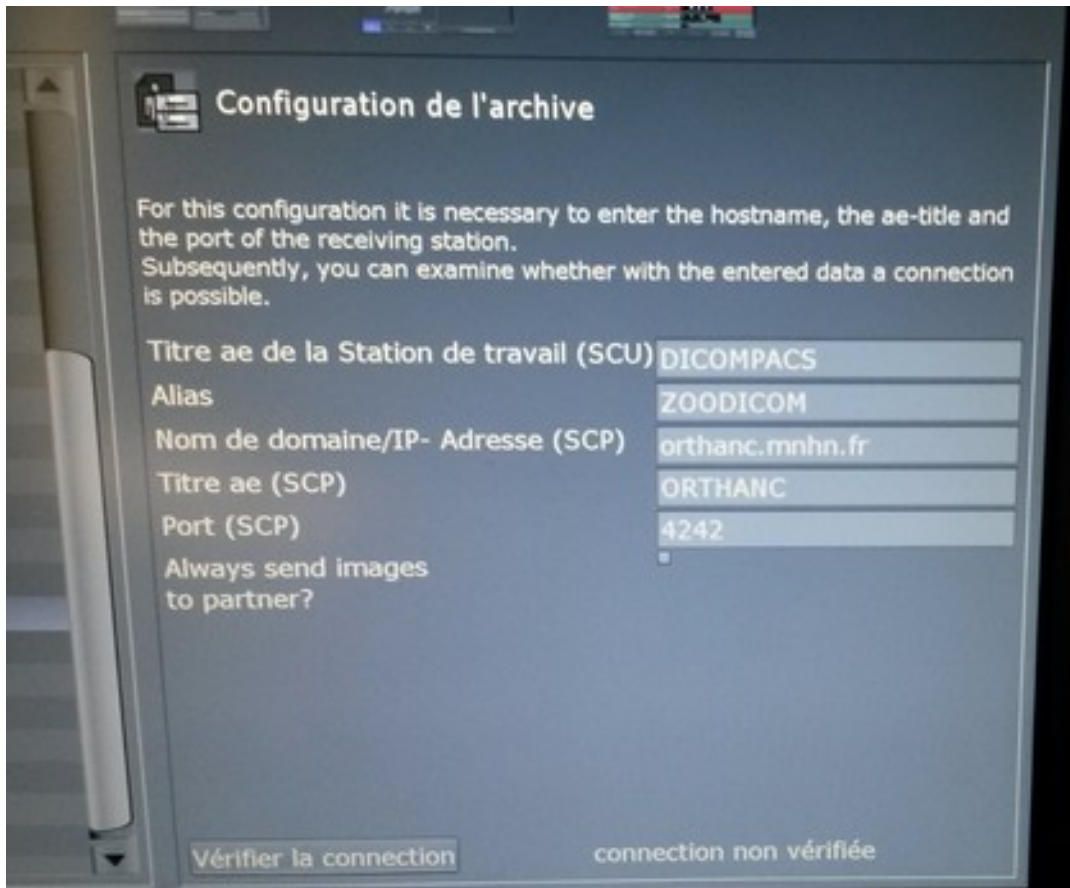 Configuration de l'archive
For this configuration it is necessary to enter the hostname, the ae-title and
the port of the receiving station.
Subsequently, you can examine whether with the entered data a connection
is possible.
Titre ae de la Station de travail (SCU) DICOMPACS
Alias ZOODICOM
Nom de domaine/IP- Adresse (SCP) orthanc.mnhn.fr
Titre ae (SCP) ORTHANC
Port (SCP) 4242
Always send images
to partner?
Vérifier la connection connection non vérifiée